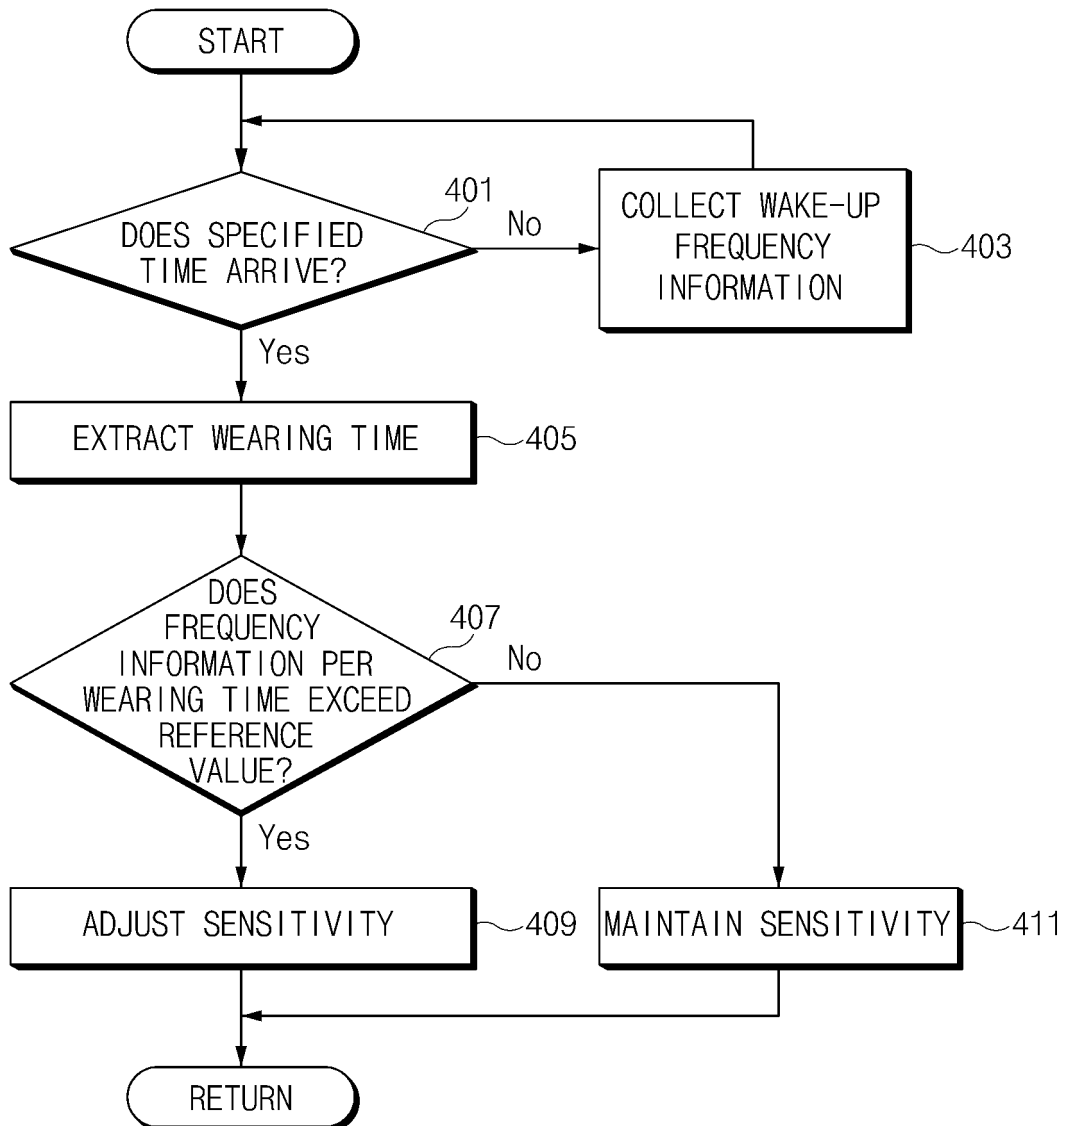 START
401
DOES SPECIFIED
TIME ARRIVE?
No
COLLECT WAKE-UP
FREQUENCY
INFORMATION
403
Yes
EXTRACT WEARING TIME
405
DOES
FREQUENCY
INFORMATION PER
WEARING TIME EXCEED
REFERENCE
VALUE?
407
No
Yes
ADJUST SENSITIVITY
409
MAINTAIN SENSITIVITY
411
RETURN